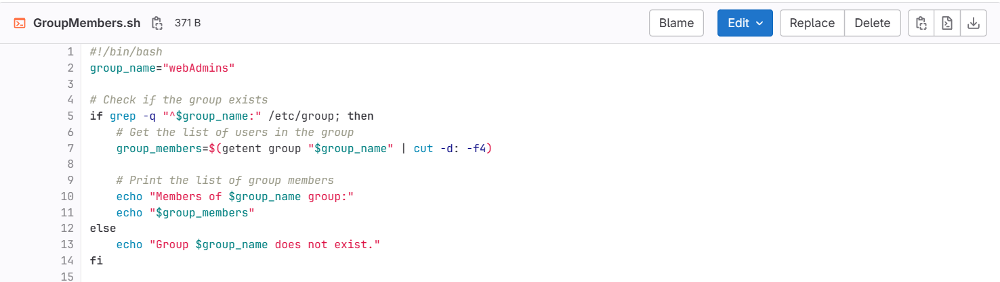 GroupMembers.sh 371 B Blame Edit Replace Delete
1 #!/bin/bash
2 group_name="webAdmins"
3
4 # Check if the group exists
5 if grep -q "^$group_name:" /etc/group; then
6     # Get the list of users in the group
7     group_members=$(getent group "$group_name" | cut -d: -f4)
8
9     # Print the list of group members
10     echo "Members of $group_name group:"
11     echo "$group_members"
12 else
13     echo "Group $group_name does not exist."
14 fi
15